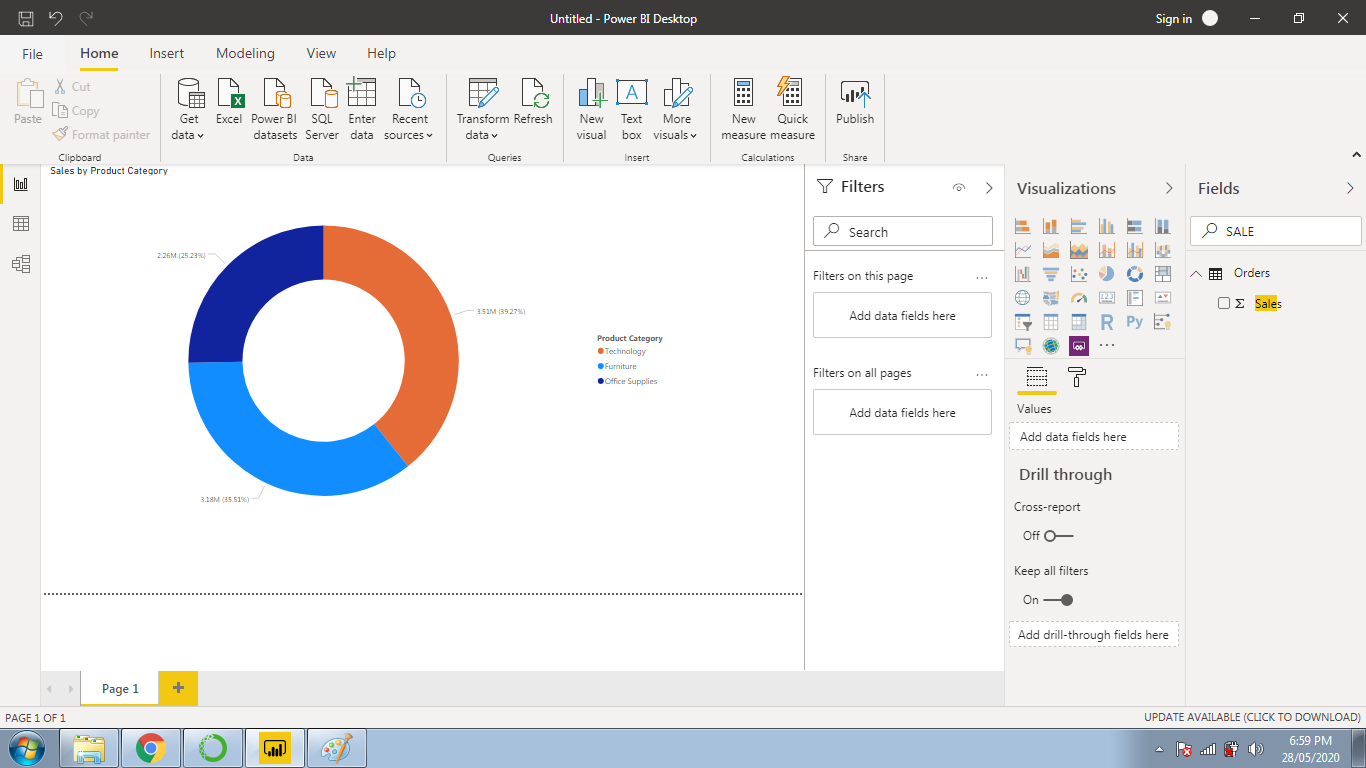 Untitled - Power BI Desktop
Sign in
File Home Insert Modeling View Help
Paste
Cut
Copy
Format painter
Clipboard
Get data
Excel
Power BI datasets
SQL Server
Enter data
Recent sources
Data
Transform data
Refresh
Queries
New visual
Text box
More visuals
Insert
New measure
Quick measure
Calculations
Publish
Share
Sales by Product Category
2.26M (25.23%)
3.51M (39.27%)
3.18M (35.51%)
Product Category
Technology
Furniture
Office Supplies
Filters
Search
Filters on this page
Add data fields here
Filters on all pages
Add data fields here
Visualizations
123
R
Py
Values
Add data fields here
Drill through
Cross-report
Off
Keep all filters
On
Add drill-through fields here
Fields
SALE
Orders
Σ Sales
Page 1
PAGE 1 OF 1
UPDATE AVAILABLE (CLICK TO DOWNLOAD)
6:59 PM
28/05/2020